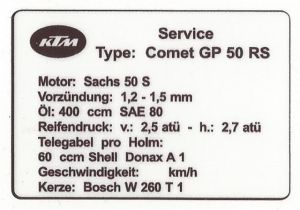 KTM
Service
Type: Comet GP 50 RS
Motor: Sachs 50 S
Vorzündung: 1,2 - 1,5 mm
Öl: 400 ccm SAE 80
Reifendruck: v.: 2,5 atü - h.: 2,7 atü
Telegabel pro Holm:
60 ccm Shell Donax A 1
Geschwindigkeit: km/h
Kerze: Bosch W 260 T 1